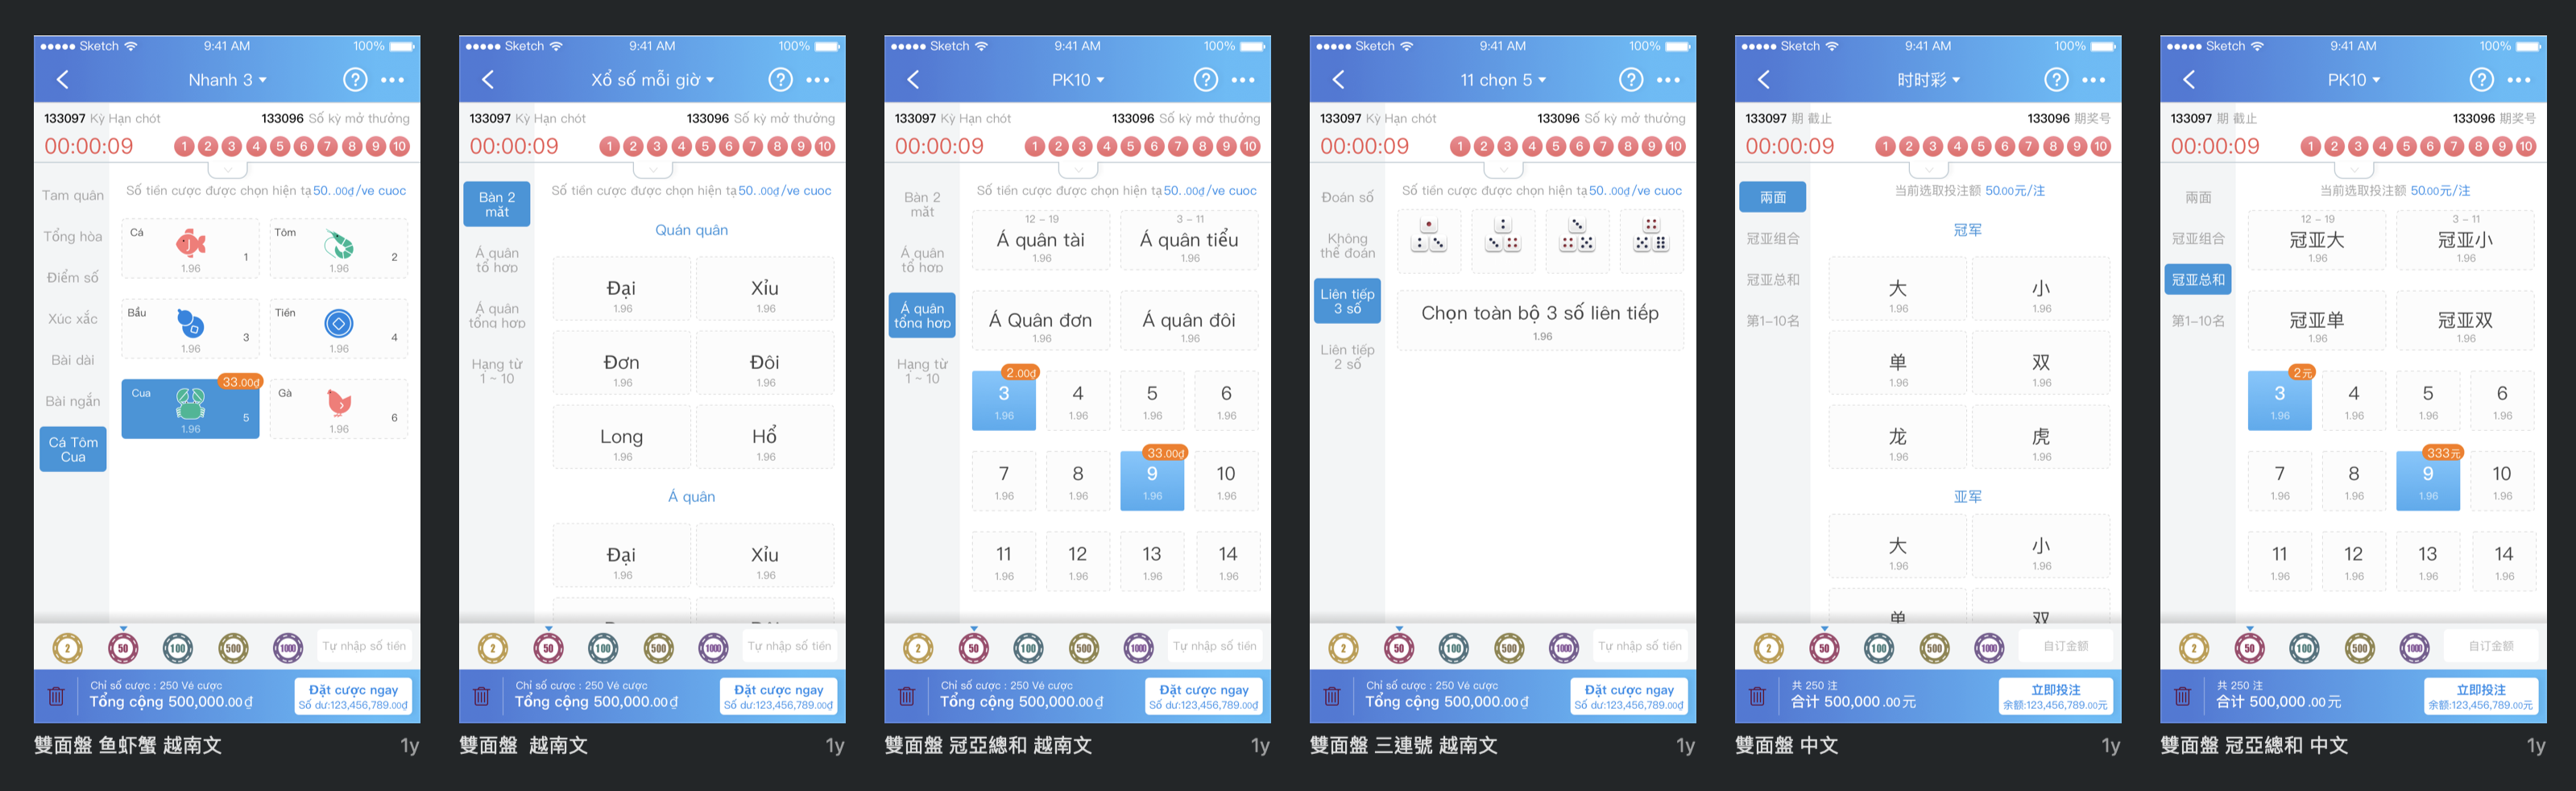 Sketch 9:41 AM 100%
Nhanh 3
133097 Kỳ Hạn chót 133096 Số kỳ mở thưởng
00:00:09 1 2 3 4 5 6 7 8 9 10
Số tiền cược được chọn hiện tạ 50. .00₫/ve cuoc
Tam quân
Tổng hòa
Điểm số
Xúc xắc
Bài dài
Bài ngắn
Cá Tôm
Cua
Cá 1.96 1
Tôm 1.96 2
Bầu 1.96 3
Tiền 1.96 4
33.00₫
Cua 1.96 5
Gà 1.96 6
2 50 100 500 1000 Tự nhập số tiền
Chỉ số cược : 250 Vé cược
Tổng cộng 500,000.00₫
Đặt cược ngay
Số dư:123,456,789.00₫
雙面盤 鱼虾蟹 越南文 1y
Sketch 9:41 AM 100%
Xổ số mỗi giờ
133097 Kỳ Hạn chót 133096 Số kỳ mở thưởng
00:00:09 1 2 3 4 5 6 7 8 9 10
Số tiền cược được chọn hiện tạ 50. .00₫/ve cuoc
Bàn 2
mặt
Á quân
tổ hợp
Á quân
tổng hợp
Hạng từ
1 ~ 10
Quán quân
Đại Xỉu
1.96 1.96
Đơn Đôi
1.96 1.96
Long Hổ
1.96 1.96
Á quân
Đại Xỉu
1.96 1.96
2 50 100 500 1000 Tự nhập số tiền
Chỉ số cược : 250 Vé cược
Tổng cộng 500,000.00₫
Đặt cược ngay
Số dư:123,456,789.00₫
雙面盤 越南文 1y
Sketch 9:41 AM 100%
PK10
133097 Kỳ Hạn chót 133096 Số kỳ mở thưởng
00:00:09 1 2 3 4 5 6 7 8 9 10
Số tiền cược được chọn hiện tạ 50. .00₫/ve cuoc
Bàn 2
mặt
Á quân
tổ hợp
Á quân
tổng hợp
Hạng từ
1 ~ 10
12 – 19 3 – 11
Á quân tài Á quân tiểu
1.96 1.96
Á Quân đơn Á quân đôi
1.96 1.96
2.00₫
3 4 5 6
1.96 1.96 1.96 1.96
33.00₫
7 8 9 10
1.96 1.96 1.96 1.96
11 12 13 14
1.96 1.96 1.96 1.96
2 50 100 500 1000 Tự nhập số tiền
Chỉ số cược : 250 Vé cược
Tổng cộng 500,000.00₫
Đặt cược ngay
Số dư:123,456,789.00₫
雙面盤 冠亞總和 越南文 1y
Sketch 9:41 AM 100%
11 chọn 5
133097 Kỳ Hạn chót 133096 Số kỳ mở thưởng
00:00:09 1 2 3 4 5 6 7 8 9 10
Số tiền cược được chọn hiện tạ 50. .00₫/ve cuoc
Đoán số
Không
thể đoán
Liên tiếp
3 số
Liên tiếp
2 số
Chọn toàn bộ 3 số liên tiếp
1.96
2 50 100 500 1000 Tự nhập số tiền
Chỉ số cược : 250 Vé cược
Tổng cộng 500,000.00₫
Đặt cược ngay
Số dư:123,456,789.00₫
雙面盤 三連號 越南文 1y
Sketch 9:41 AM 100%
时时彩
133097 期 截止 133096 期奖号
00:00:09 1 2 3 4 5 6 7 8 9 10
当前选取投注额 50.00元/注
兩面
冠亚组合
冠亚总和
第1-10名
冠军
大 小
1.96 1.96
单 双
1.96 1.96
龙 虎
1.96 1.96
亚军
大 小
1.96 1.96
单 双
2 50 100 500 1000 自订金额
共 250 注
合计 500,000.00元
立即投注
余额:123,456,789.00元
雙面盤 中文 1y
Sketch 9:41 AM 100%
PK10
133097 期 截止 133096 期奖号
00:00:09 1 2 3 4 5 6 7 8 9 10
当前选取投注额 50.00元/注
兩面
冠亚组合
冠亚总和
第1-10名
12 – 19 3 – 11
冠亚大 冠亚小
1.96 1.96
冠亚单 冠亚双
1.96 1.96
2元
3 4 5 6
1.96 1.96 1.96 1.96
333元
7 8 9 10
1.96 1.96 1.96 1.96
11 12 13 14
1.96 1.96 1.96 1.96
2 50 100 500 1000 自订金额
共 250 注
合计 500,000.00元
立即投注
余额:123,456,789.00元
雙面盤 冠亞總和 中文 1y